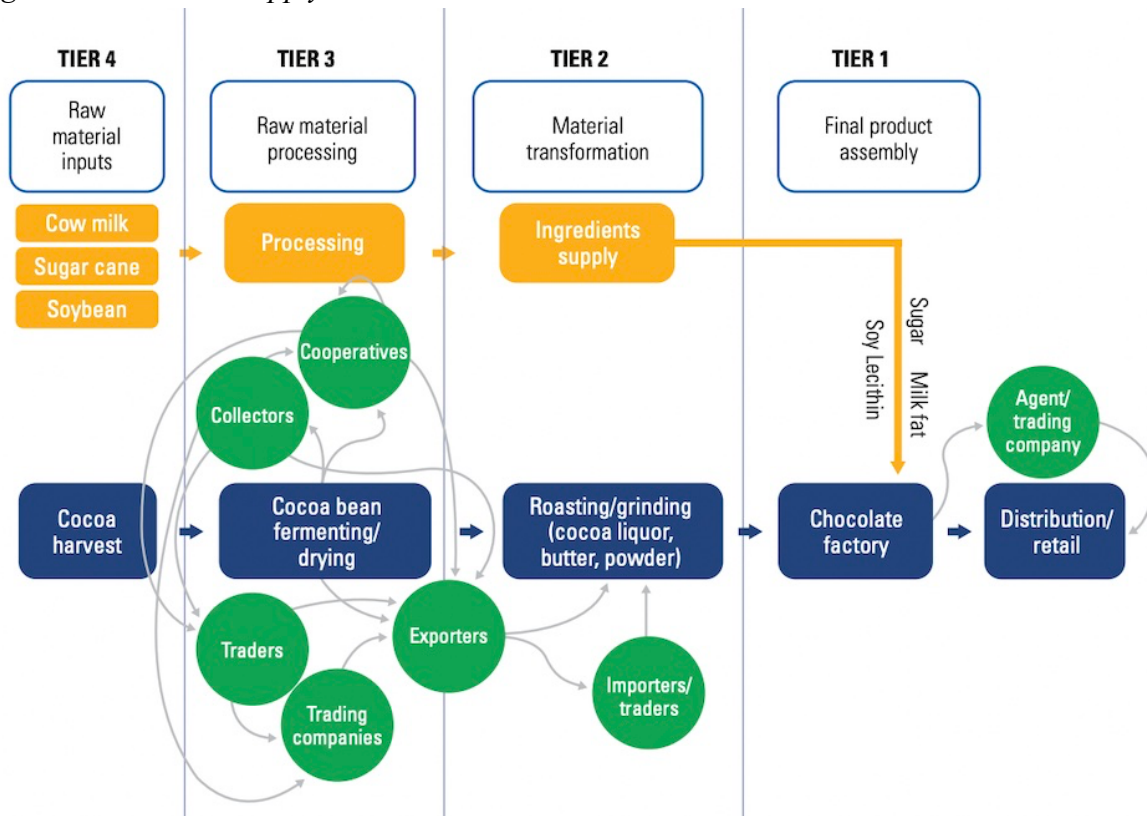 TIER 4
TIER 3
TIER 2
TIER 1
Raw
material
inputs
Raw material
processing
Material
transformation
Final product
assembly
Cow milk
Sugar cane
Soybean
Processing
Ingredients
supply
Sugar Milk fat
Soy Lecithin
Cooperatives
Collectors
Agent/
trading
company
Cocoa
harvest
Cocoa bean
fermenting/
drying
Roasting/grinding
(cocoa liquor,
butter, powder)
Chocolate
factory
Distribution/
retail
Traders
Exporters
Trading
companies
Importers/
traders